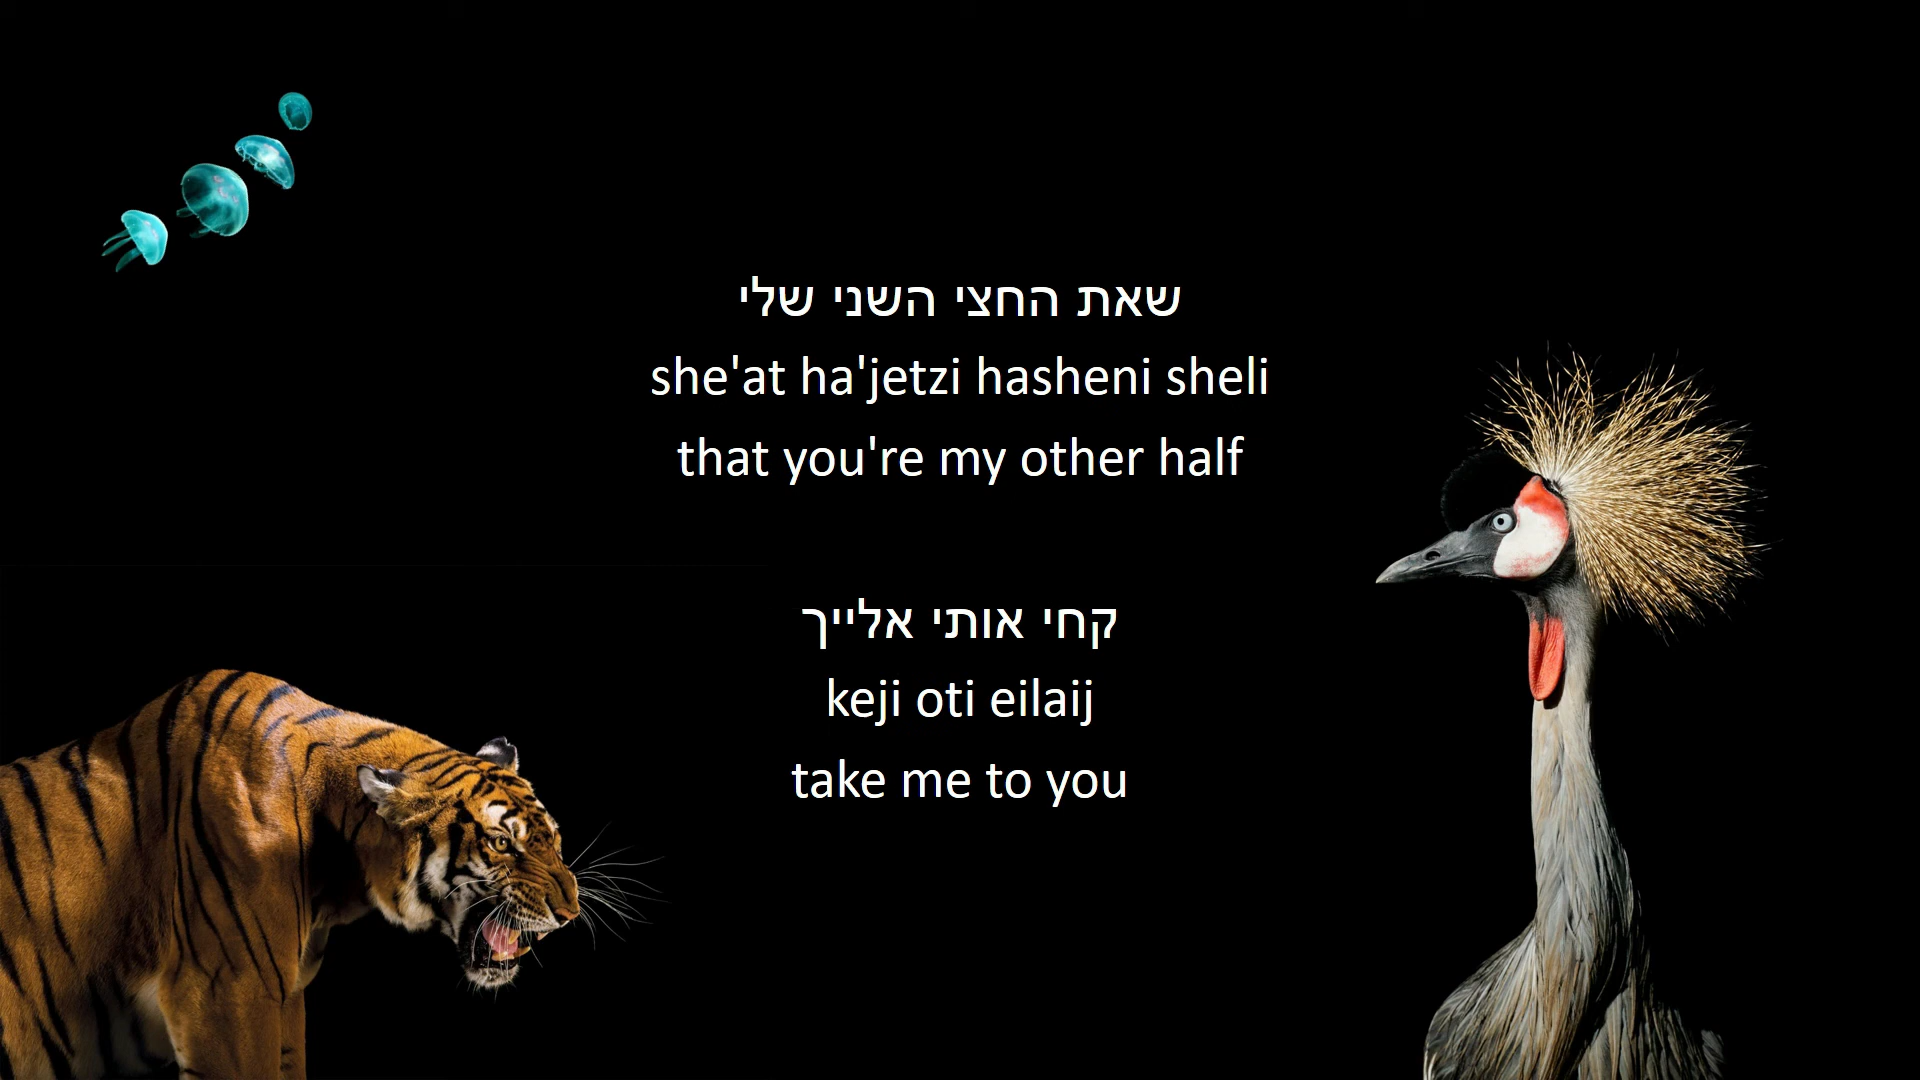 שאת החצי השני שלי
she'at ha'jetzi hasheni sheli
that you're my other half
קחי אותי אלייך
keji oti eilaij
take me to you